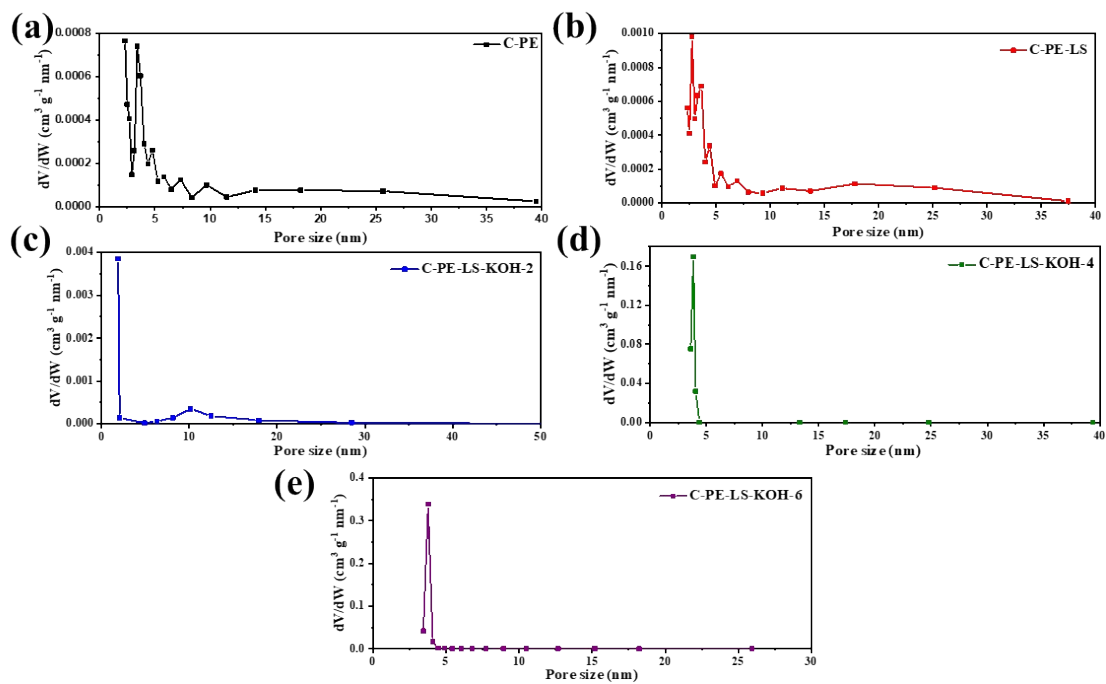 (a)
C-PE
dV/dW (cm³ g⁻¹ nm⁻¹)
0.0008
0.0006
0.0004
0.0002
0.0000
0 5 10 15 20 25 30 35 40
Pore size (nm)
(b)
C-PE-LS
dV/dW (cm³ g⁻¹ nm⁻¹)
0.0010
0.0008
0.0006
0.0004
0.0002
0.0000
0 5 10 15 20 25 30 35 40
Pore size (nm)
(c)
C-PE-LS-KOH-2
dV/dW (cm³ g⁻¹ nm⁻¹)
0.004
0.003
0.002
0.001
0.000
0 10 20 30 40 50
Pore size (nm)
(d)
C-PE-LS-KOH-4
dV/dW (cm³ g⁻¹ nm⁻¹)
0.16
0.12
0.08
0.04
0.00
0 5 10 15 20 25 30 35 40
Pore size (nm)
(e)
C-PE-LS-KOH-6
dV/dW (cm³ g⁻¹ nm⁻¹)
0.4
0.3
0.2
0.1
0.0
0 5 10 15 20 25 30
Pore size (nm)